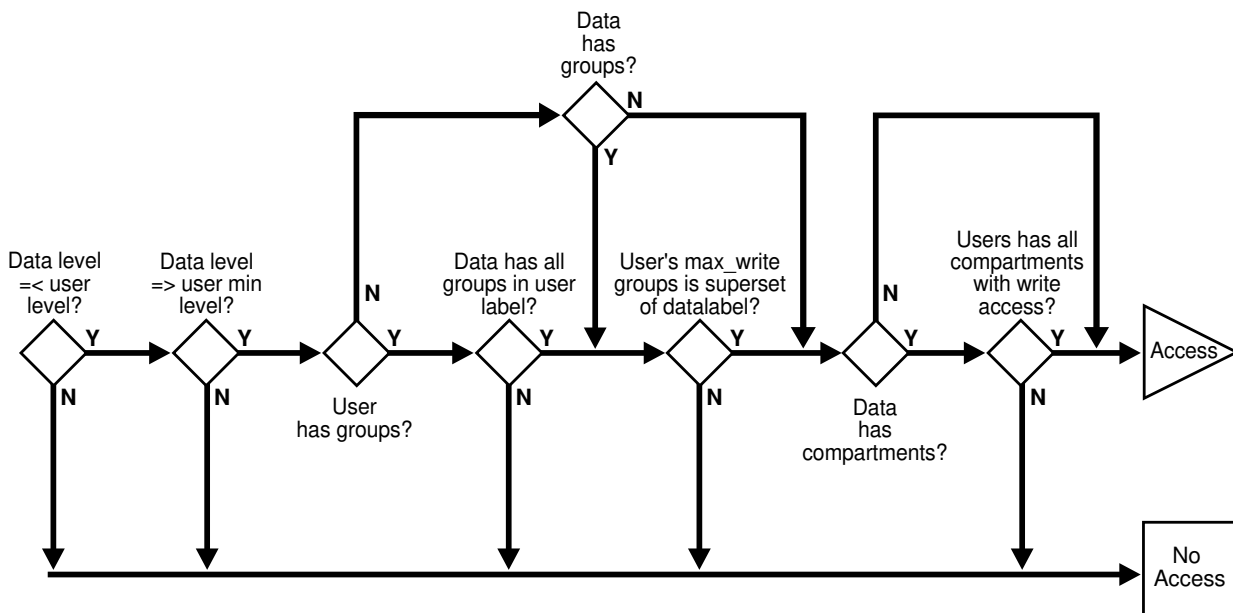 Data
has
groups?
N
Y
Data level
=< user
level?
Data level
=> user min
level?
N
Data has all
groups in user
label?
User's max_write
groups is superset
of datalabel?
N
Users has all
compartments
with write
access?
Y
Y
Y
Y
Y
Y
Y
Access
N
N
User
has groups?
N
N
Data
has
compartments?
N
No
Access